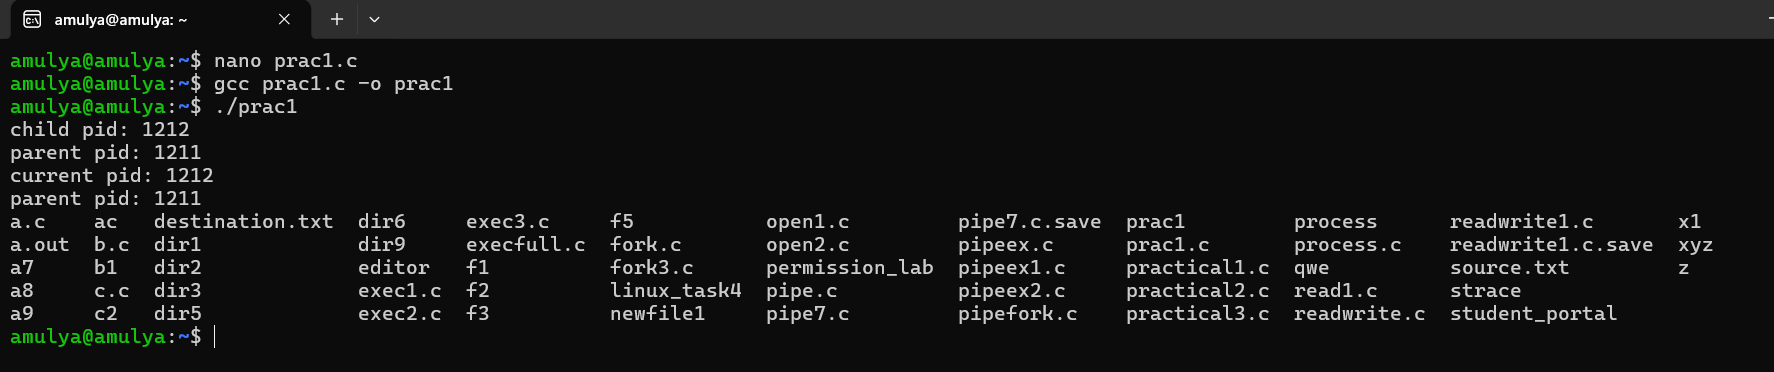 amulya@amulya: ~
amulya@amulya:~$ nano prac1.c
amulya@amulya:~$ gcc prac1.c -o prac1
amulya@amulya:~$ ./prac1
child pid: 1212
parent pid: 1211
current pid: 1212
parent pid: 1211
a.c ac destination.txt dir6 exec3.c f5 open1.c pipe7.c.save prac1 process readwrite1.c x1
a.out b.c dir1 dir9 execfull.c fork.c open2.c pipeex.c prac1.c process.c readwrite1.c.save xyz
a7 b1 dir2 editor f1 fork3.c permission_lab pipeex1.c practical1.c qwe source.txt z
a8 c.c dir3 exec1.c f2 linux_task4 pipe.c pipeex2.c practical2.c read1.c strace
a9 c2 dir5 exec2.c f3 newfile1 pipe7.c pipefork.c practical3.c readwrite.c student_portal
amulya@amulya:~$